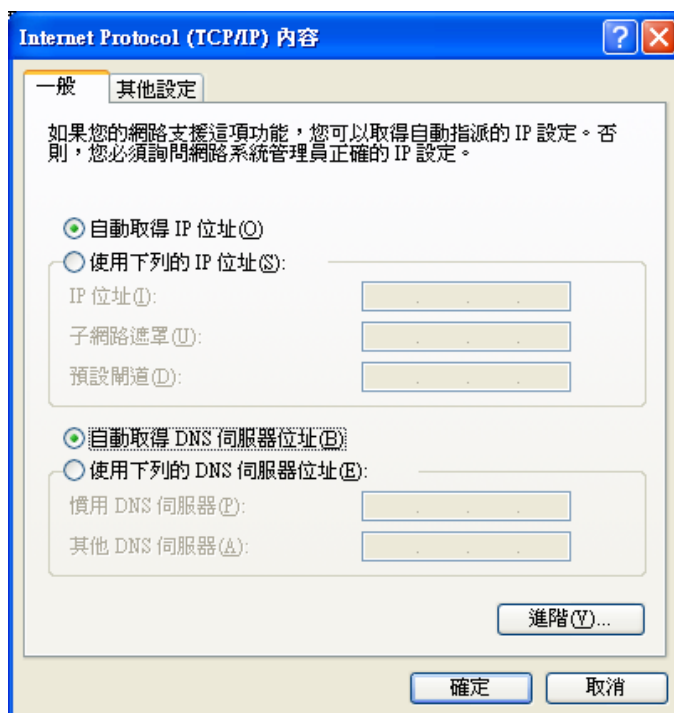 Internet Protocol (TCP/IP) 內容
一般
其他設定
如果您的網路支援這項功能，您可以取得自動指派的 IP 設定。否
則，您必須詢問網路系統管理員正確的 IP 設定。
自動取得 IP 位址(O)
使用下列的 IP 位址(S):
IP 位址(I):
子網路遮罩(U):
預設閘道(D):
自動取得 DNS 伺服器位址(B)
使用下列的 DNS 伺服器位址(E):
慣用 DNS 伺服器(P):
其他 DNS 伺服器(A):
進階(V)...
確定
取消